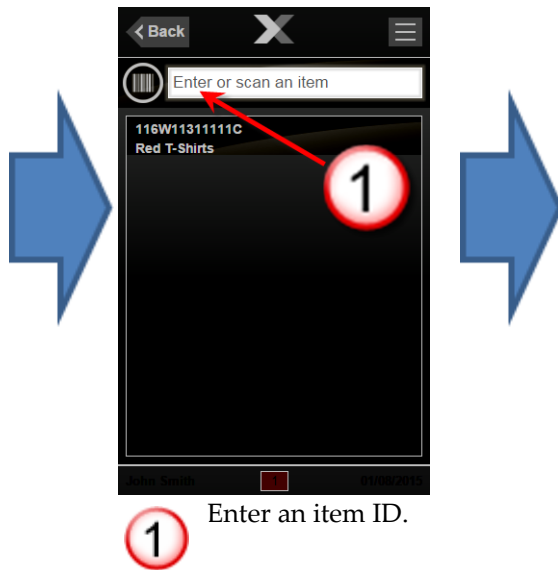 Back
Enter or scan an item
116W11311111C
Red T-Shirts
1
John Smith 1 01/08/2015
1 Enter an item ID.